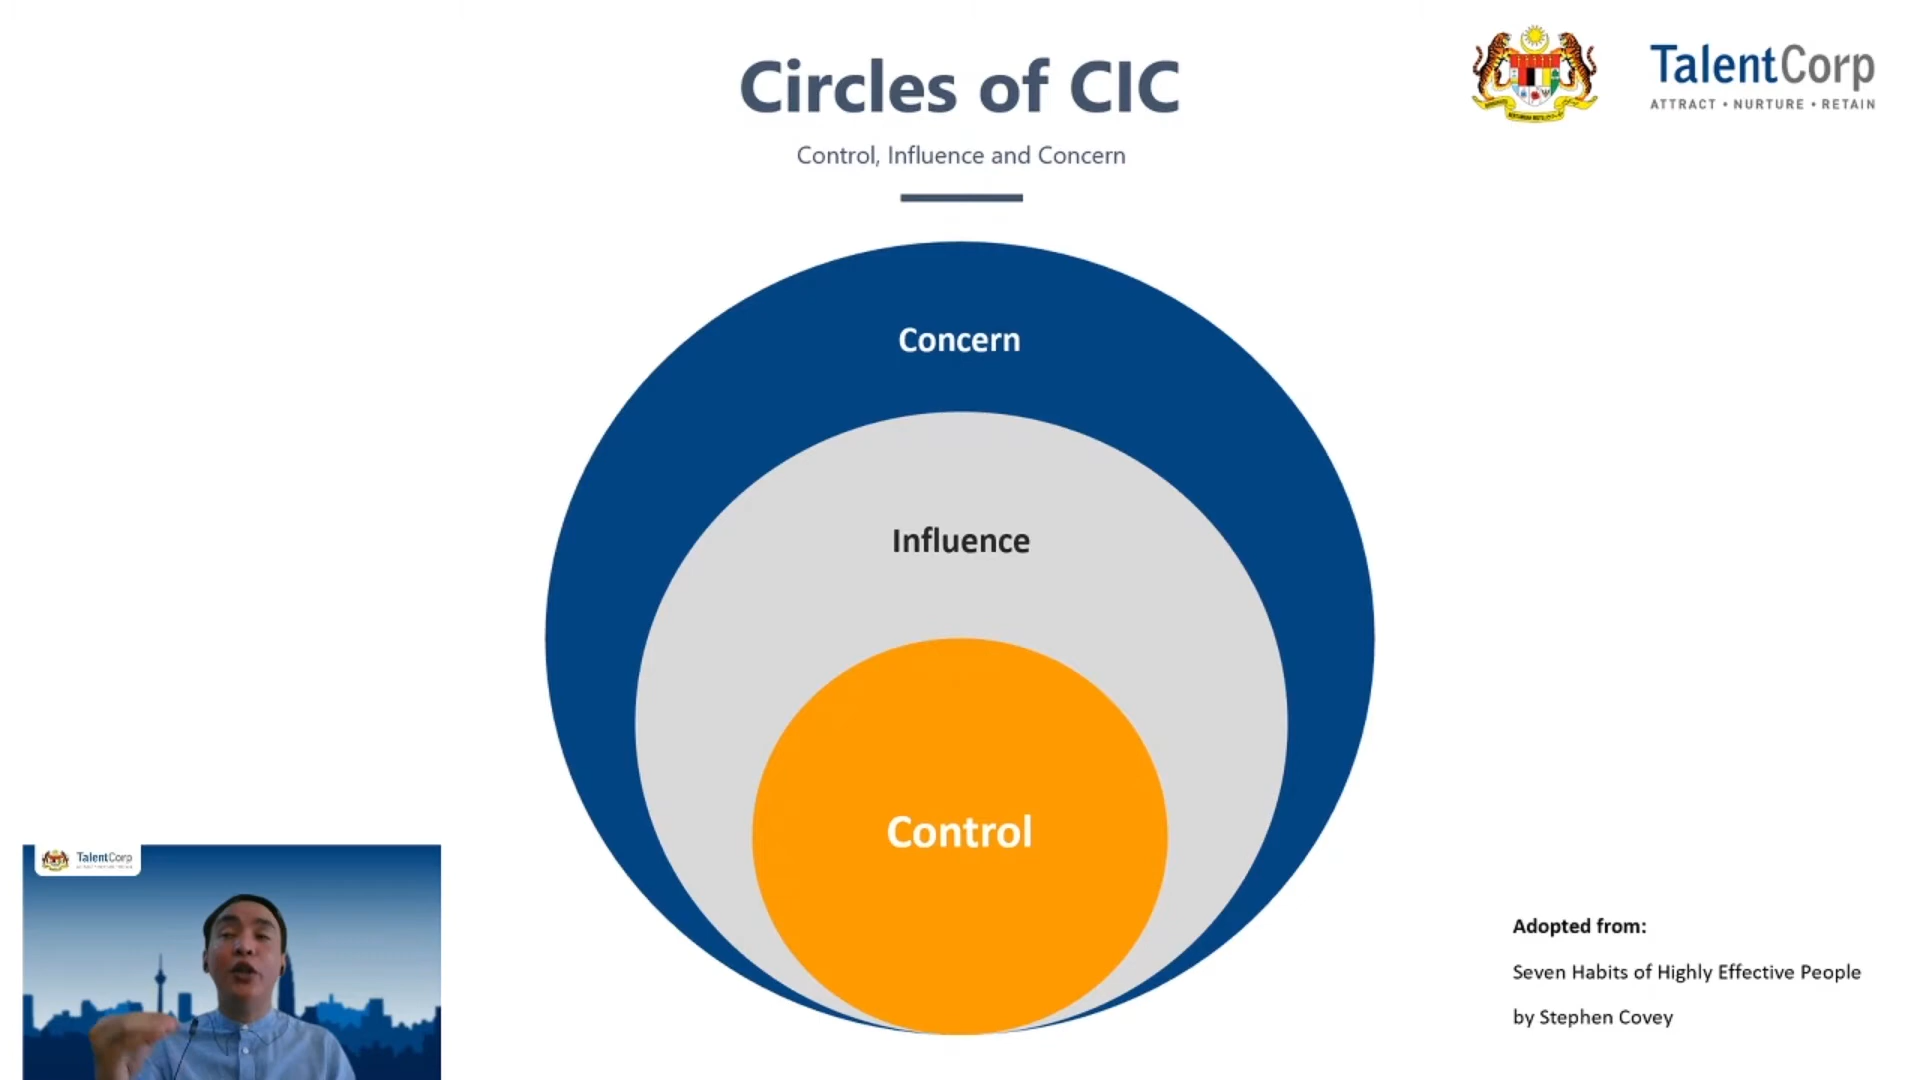 Circles of CIC
Control, Influence and Concern
TalentCorp
ATTRACT • NURTURE • RETAIN
Concern
Influence
Control
TalentCorp
Adopted from:
Seven Habits of Highly Effective People
by Stephen Covey